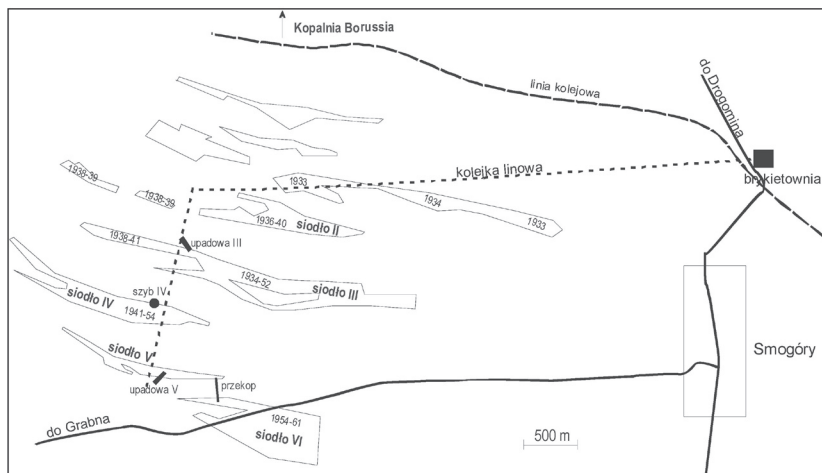 Kopalnia Borussia
do Drogomina
linia kolejowa
brykietownia
kolejka linowa
1938-39
1938-39
1933
1934
1933
1936-40
siodło II
1938-41
upadowa III
1934-52
siodło III
szyb IV
siodło IV
1941-54
siodło V
upadowa V
przekop
Smogóry
1954-61
siodło VI
do Grabna
500 m